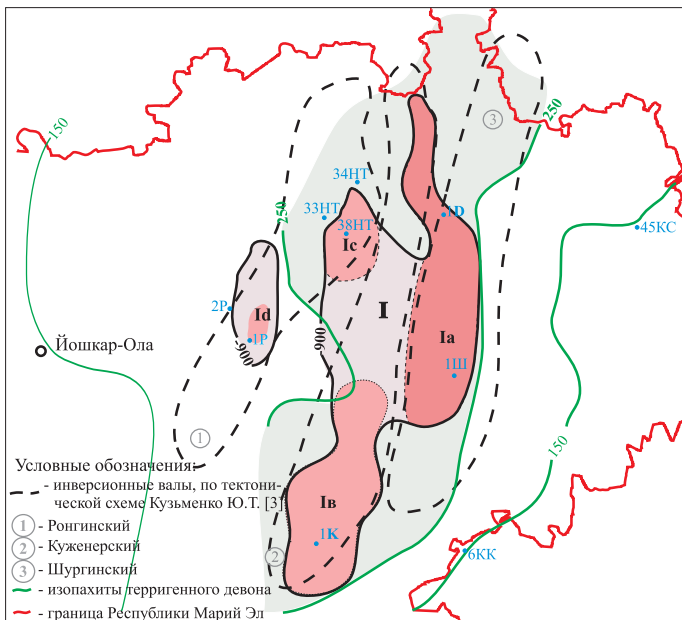 150
250
3
250
34НТ
33НТ
1D
38НТ
45КС
Iс
I
2Р
Id
1Р
-900
900
Iа
Йошкар-Ола
1Ш
1
150
Условные обозначения:
- инверсионные валы, по тектони-
ческой схеме Кузьменко Ю.Т. [3]
Iв
1К
1 - Ронгинский
2 - Куженерский
2
6КК
3 - Шургинский
- изопахиты терригенного девона
- граница Республики Марий Эл